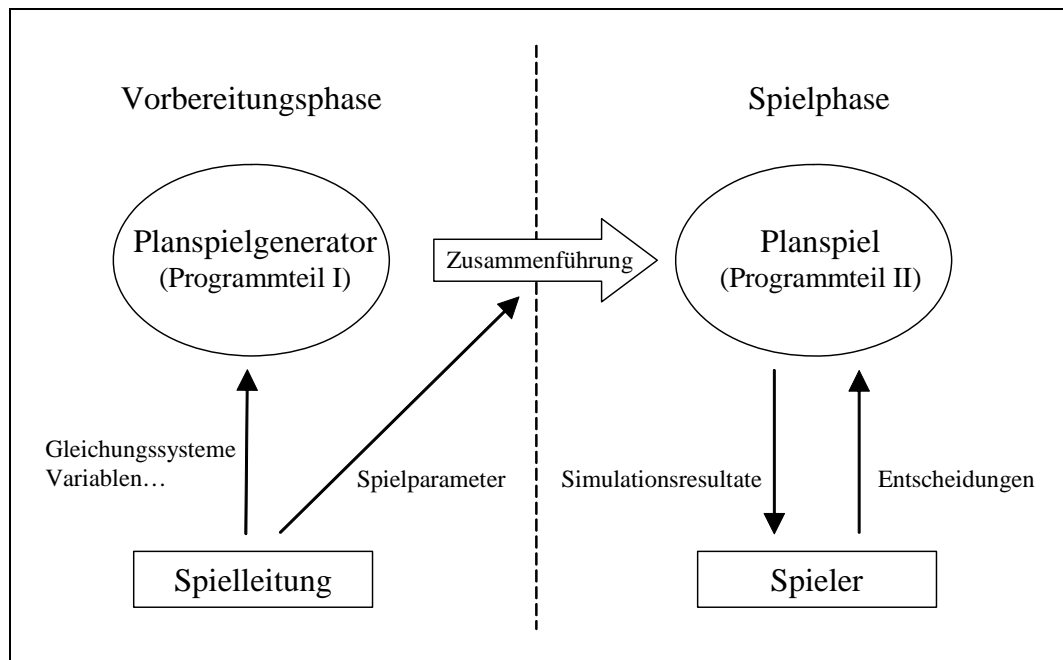 Vorbereitungsphase
Spielphase
Planspielgenerator
(Programmteil I)
Zusammenführung
Planspiel
(Programmteil II)
Gleichungssysteme
Variablen…
Spielparameter
Simulationsresultate
Entscheidungen
Spielleitung
Spieler